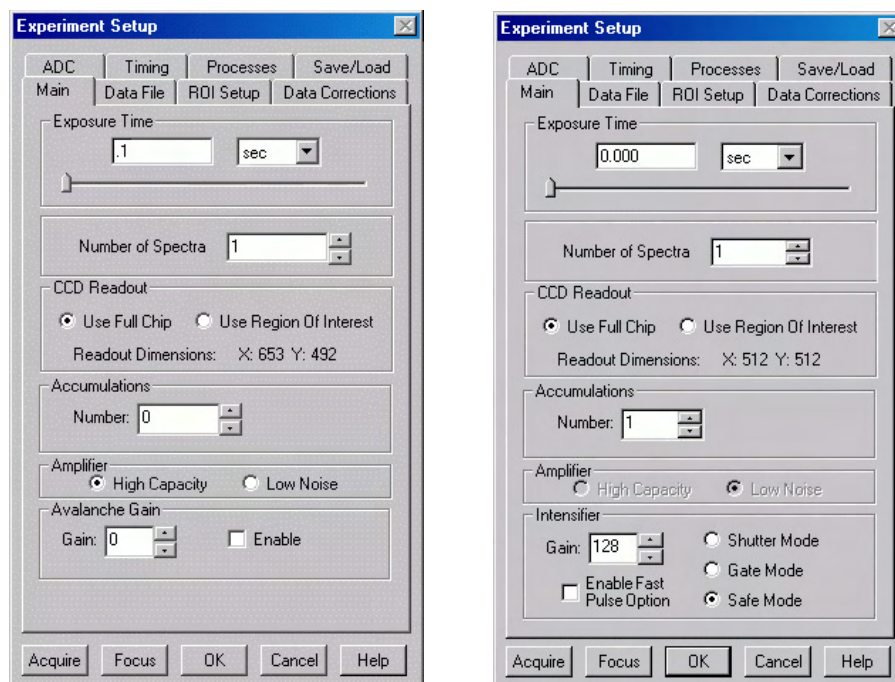 Experiment Setup
ADC Timing Processes Save/Load
Main Data File ROI Setup Data Corrections
Exposure Time
.1 sec
Number of Spectra 1
CCD Readout
Use Full Chip Use Region Of Interest
Readout Dimensions: X: 653 Y: 492
Accumulations
Number: 0
Amplifier
High Capacity Low Noise
Avalanche Gain
Gain: 0 Enable
Acquire Focus OK Cancel Help
Experiment Setup
ADC Timing Processes Save/Load
Main Data File ROI Setup Data Corrections
Exposure Time
0.000 sec
Number of Spectra 1
CCD Readout
Use Full Chip Use Region Of Interest
Readout Dimensions: X: 512 Y: 512
Accumulations
Number: 1
Amplifier
High Capacity Low Noise
Intensifier
Gain: 128 Shutter Mode
Gate Mode
Enable Fast
Pulse Option Safe Mode
Acquire Focus OK Cancel Help